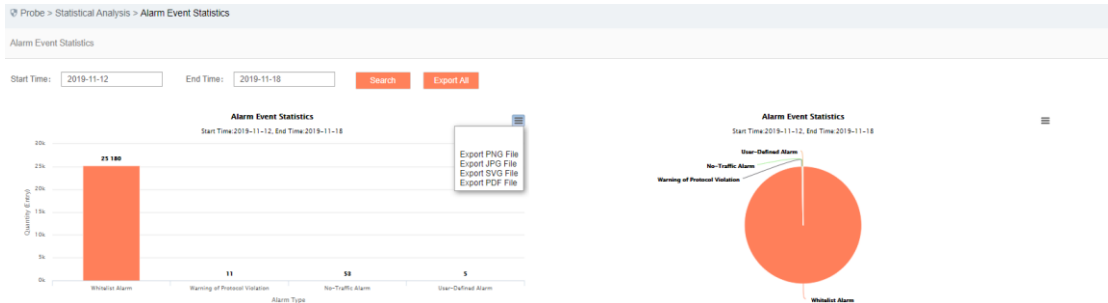 Probe > Statistical Analysis > Alarm Event Statistics
Alarm Event Statistics
Start Time: 2019-11-12 End Time: 2019-11-18 Search Export All
Alarm Event Statistics
Start Time:2019-11-12, End Time:2019-11-18
Export PNG File
Export JPG File
Export SVG File
Export PDF File
Quantity (Entry)
30k
25k
20k
15k
10k
5k
0k
25 180
11
53
5
Whitelist Alarm
Warning of Protocol Violation
No-Traffic Alarm
User-Defined Alarm
Alarm Type
Alarm Event Statistics
Start Time:2019-11-12, End Time:2019-11-18
User-Defined Alarm
No-Traffic Alarm
Warning of Protocol Violation
Whitelist Alarm